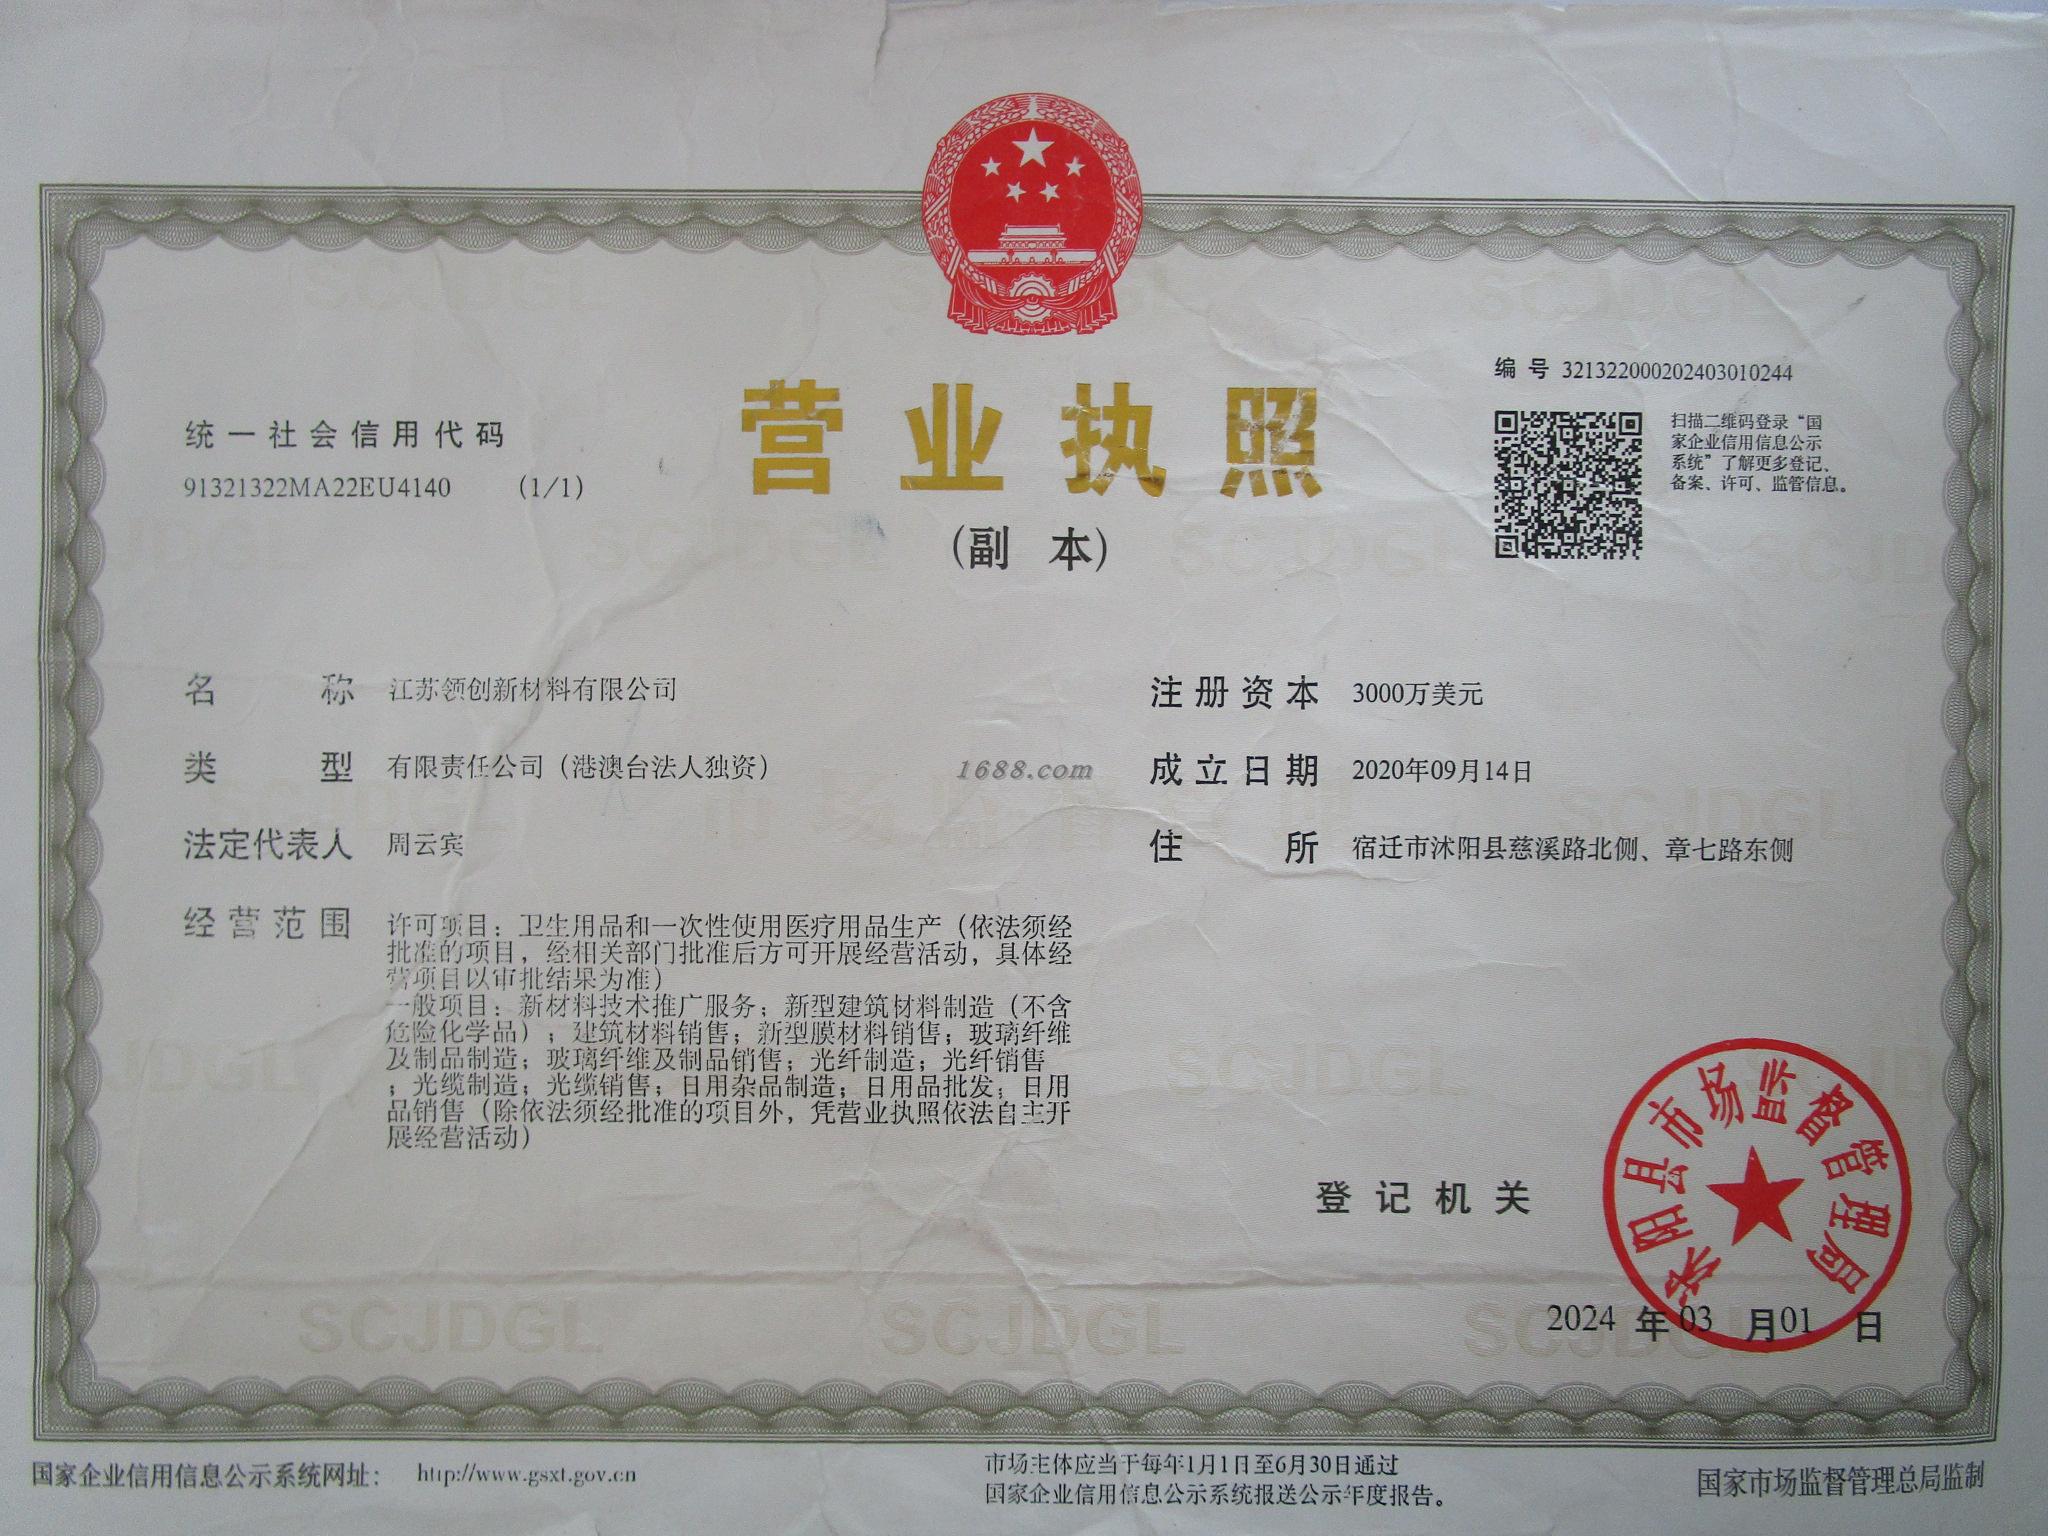 编 号 321322000202403010244
统一社会信用代码
91321322MA22EU4140 (1/1)
营业执照
(副 本)
扫描二维码登录“国
家企业信用信息公示
系统”了解更多登记、
备案、许可、监管信息。
名 称 江苏领创新材料有限公司
类 型 有限责任公司（港澳台法人独资）
法定代表人 周云宾
经营范围 许可项目：卫生用品和一次性使用医疗用品生产（依法须经
批准的项目，经相关部门批准后方可开展经营活动，具体经
营项目以审批结果为准）
一般项目：新材料技术推广服务；新型建筑材料制造（不含
危险化学品）；建筑材料销售；新型膜材料销售；玻璃纤维
及制品制造；玻璃纤维及制品销售；光纤制造；光纤销售
；光缆制造；光缆销售；日用杂品制造；日用品批发；日用
品销售（除依法须经批准的项目外，凭营业执照依法自主开
展经营活动）
注册资本 3000万美元
成立日期 2020年09月14日
住 所 宿迁市沭阳县慈溪路北侧、章七路东侧
1688.com
登记机关
沭阳县市场监督管理局
2024 年 03 月 01 日
SCJDGL SCJDGL SCJDGL
国家企业信用信息公示系统网址： http://www.gsxt.gov.cn
市场主体应当于每年1月1日至6月30日通过
国家企业信用信息公示系统报送公示年度报告。
国家市场监督管理总局监制